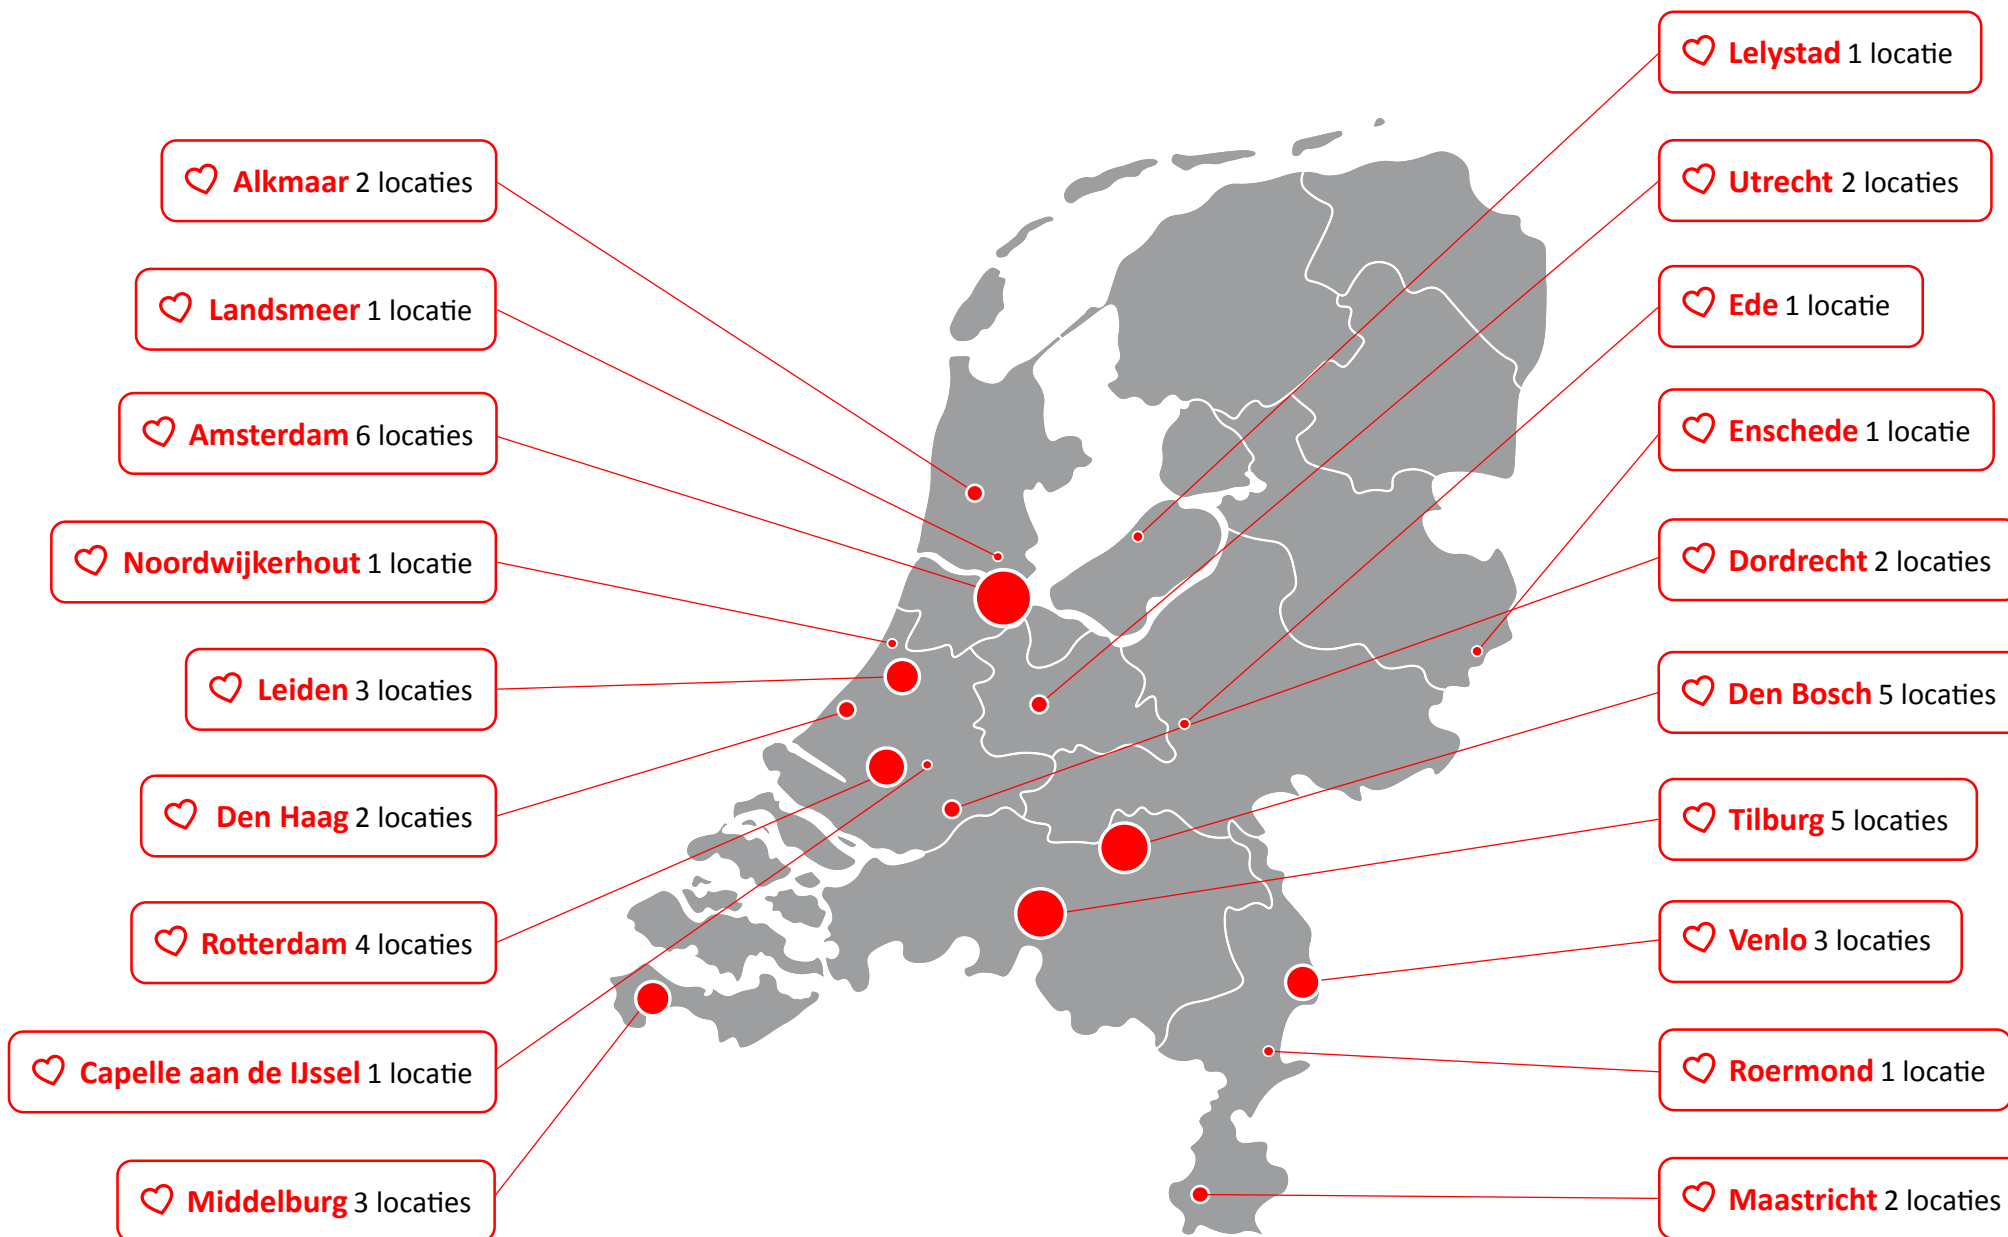 Alkmaar 2 locaties
Landsmeer 1 locatie
Amsterdam 6 locaties
Noordwijkerhout 1 locatie
Leiden 3 locaties
Den Haag 2 locaties
Rotterdam 4 locaties
Capelle aan de IJssel 1 locatie
Middelburg 3 locaties
Lelystad 1 locatie
Utrecht 2 locaties
Ede 1 locatie
Enschede 1 locatie
Dordrecht 2 locaties
Den Bosch 5 locaties
Tilburg 5 locaties
Venlo 3 locaties
Roermond 1 locatie
Maastricht 2 locaties